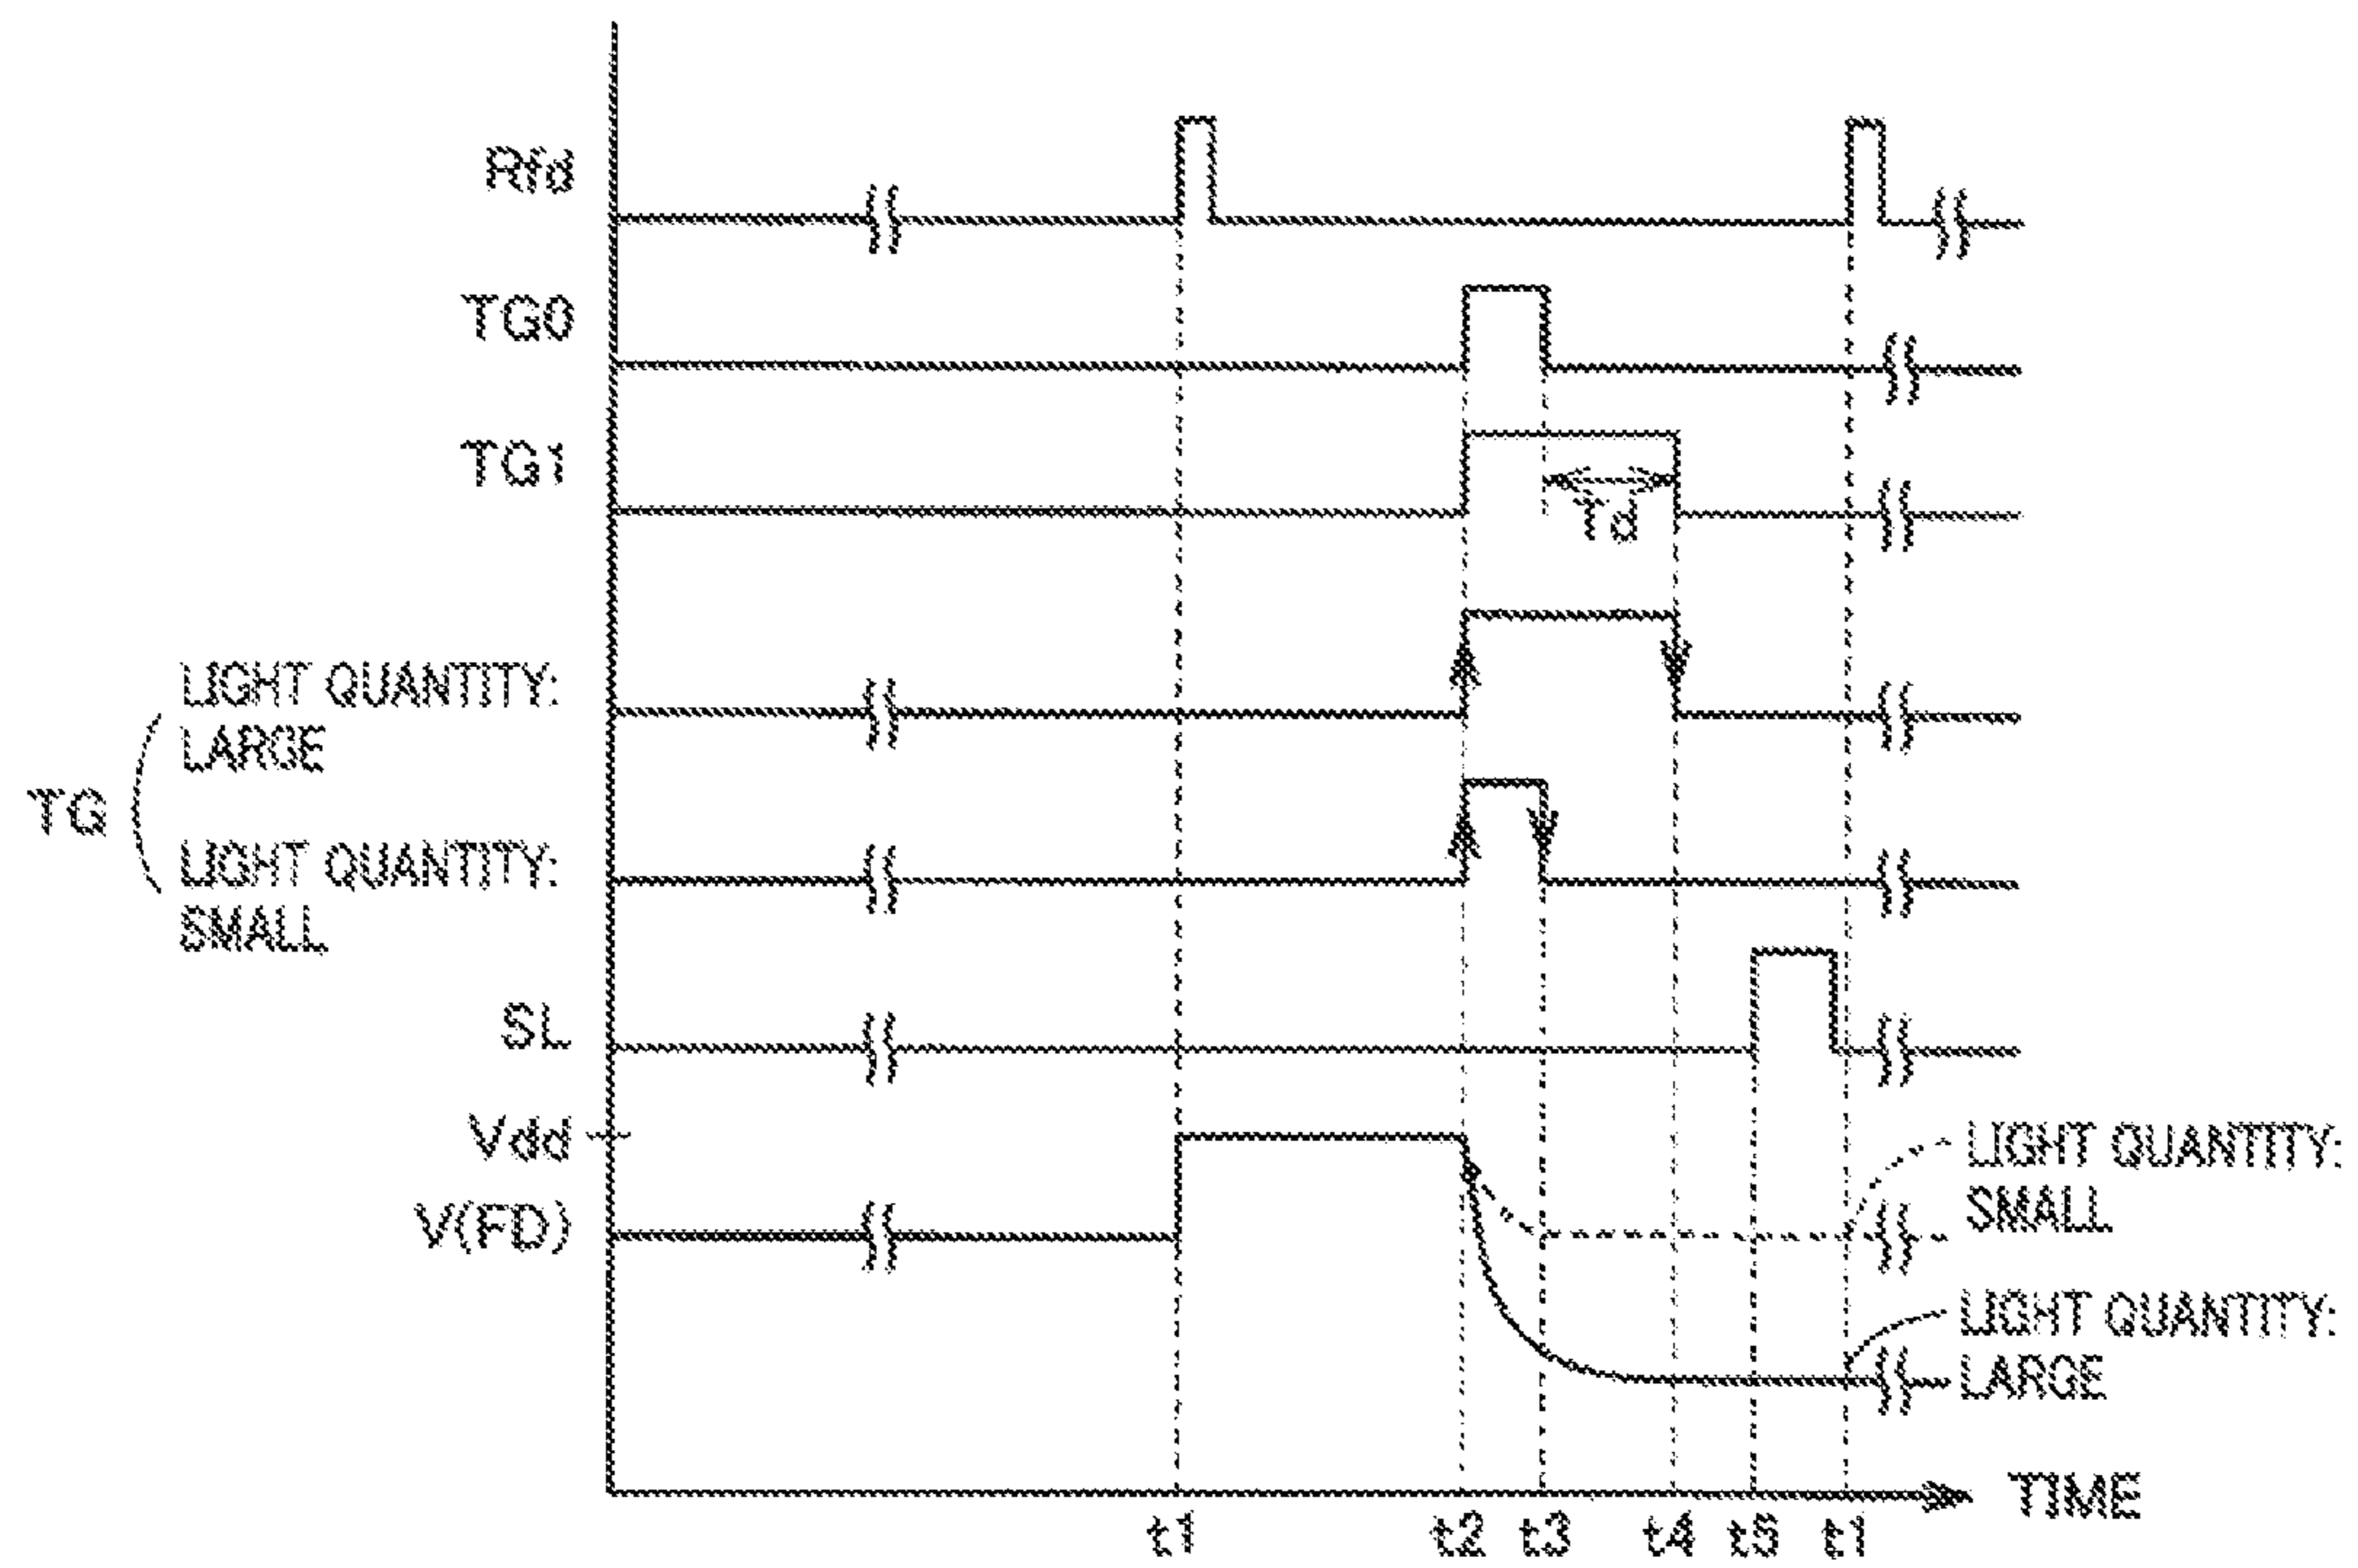 Rfd
TG0
TG1
Td
TG
LIGHT QUANTITY:
LARGE
LIGHT QUANTITY:
SMALL
SL
Vdd
V(FD)
LIGHT QUANTITY:
SMALL
LIGHT QUANTITY:
LARGE
TIME
t1 t2 t3 t4 t5 t1